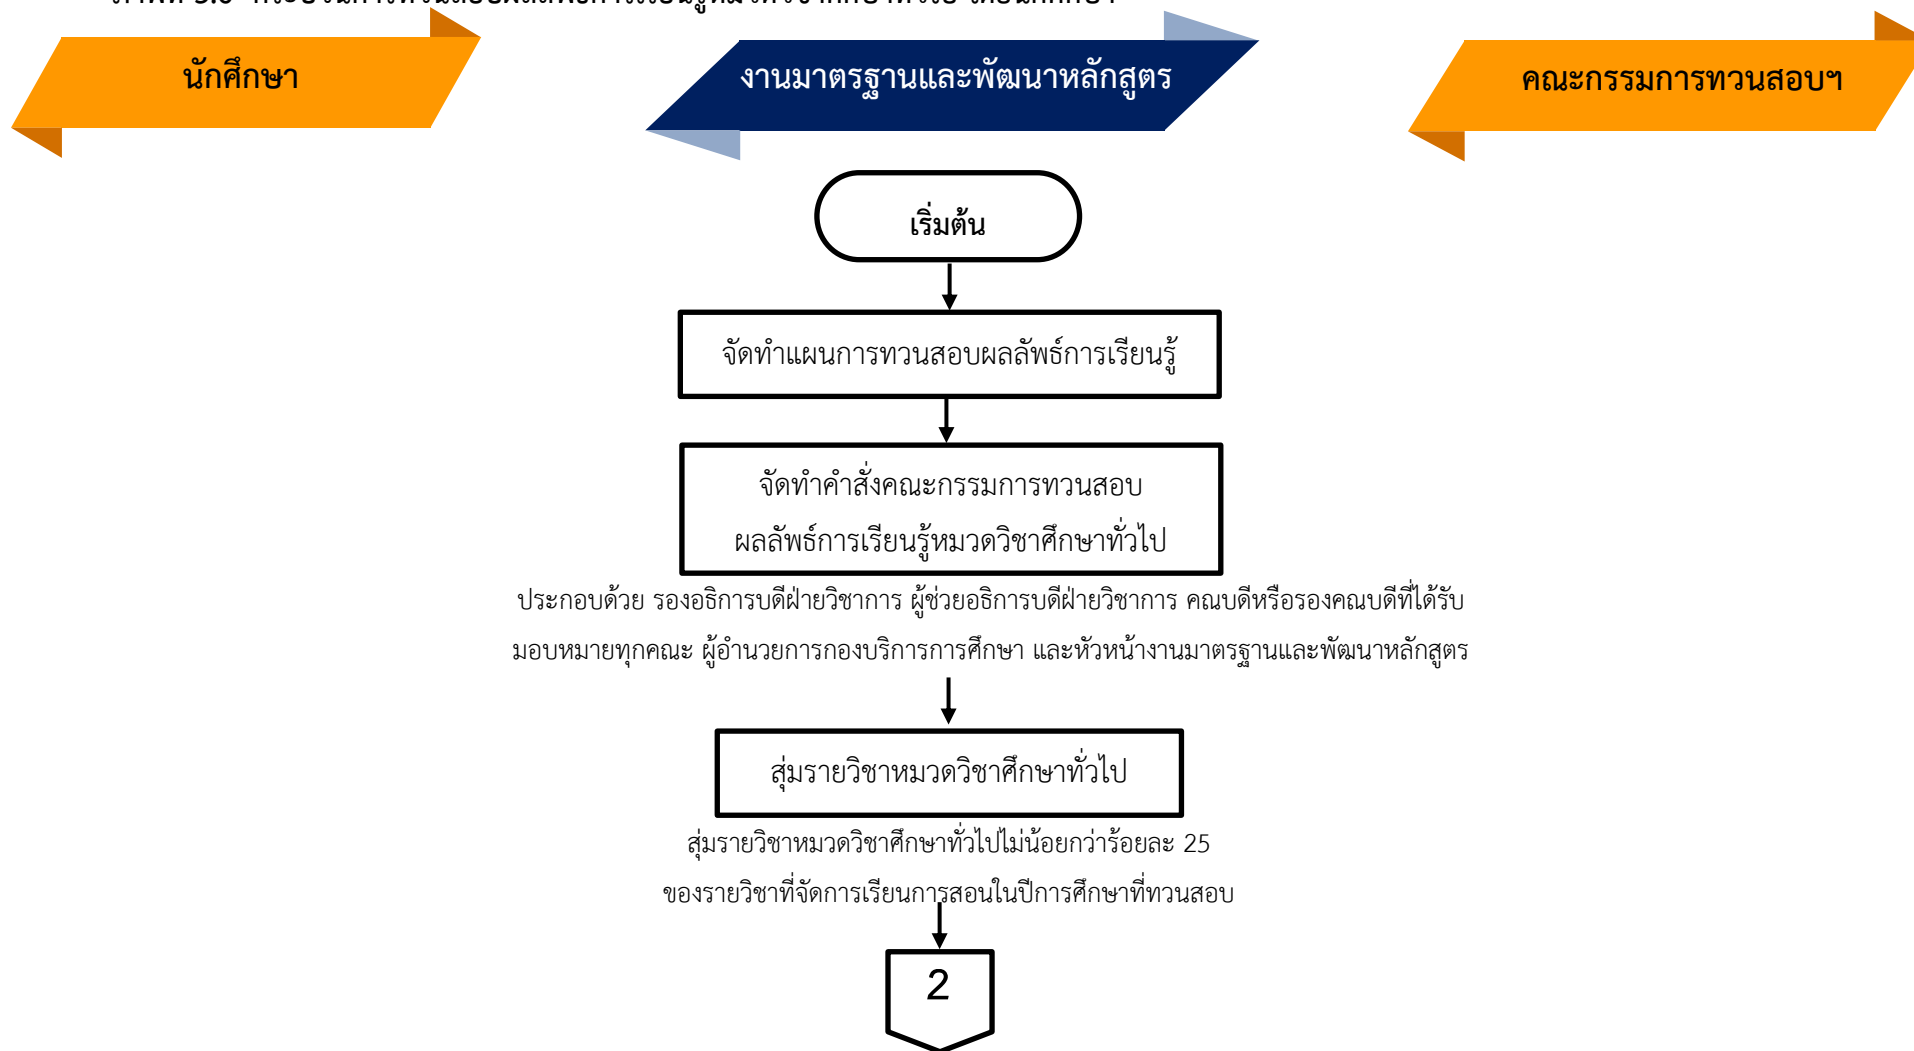 นักศึกษา
งานมาตรฐานและพัฒนาหลักสูตร
คณะกรรมการทวนสอบฯ
เริ่มต้น
จัดทำแผนการทวนสอบผลลัพธ์การเรียนรู้
จัดทำคำสั่งคณะกรรมการทวนสอบ
ผลลัพธ์การเรียนรู้หมวดวิชาศึกษาทั่วไป
ประกอบด้วย รองอธิการบดีฝ่ายวิชาการ ผู้ช่วยอธิการบดีฝ่ายวิชาการ คณบดีหรือรองคณบดีที่ได้รับ
มอบหมายทุกคณะ ผู้อำนวยการกองบริการการศึกษา และหัวหน้างานมาตรฐานและพัฒนาหลักสูตร
สุ่มรายวิชาหมวดวิชาศึกษาทั่วไป
สุ่มรายวิชาหมวดวิชาศึกษาทั่วไปไม่น้อยกว่าร้อยละ 25
ของรายวิชาที่จัดการเรียนการสอนในปีการศึกษาที่ทวนสอบ
2